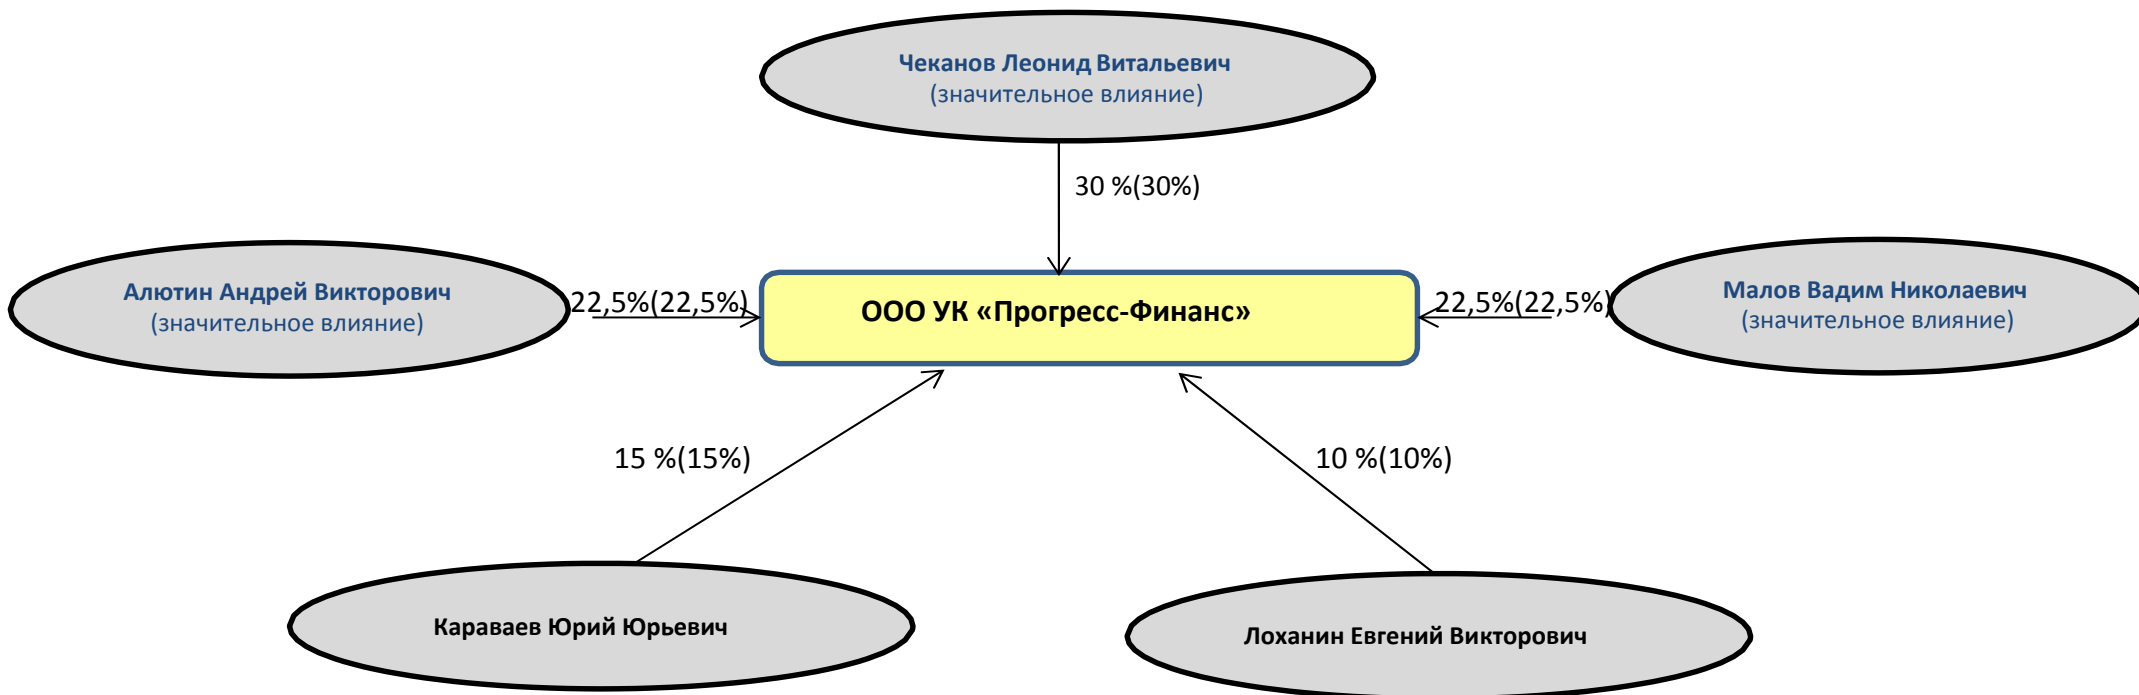 Чеканов Леонид Витальевич
(значительное влияние)
30 %(30%)
Алютин Андрей Викторович
(значительное влияние)
22,5%(22,5%)
ООО УК «Прогресс-Финанс»
22,5%(22,5%)
Малов Вадим Николаевич
(значительное влияние)
15 %(15%)
10 %(10%)
Караваев Юрий Юрьевич
Лоханин Евгений Викторович